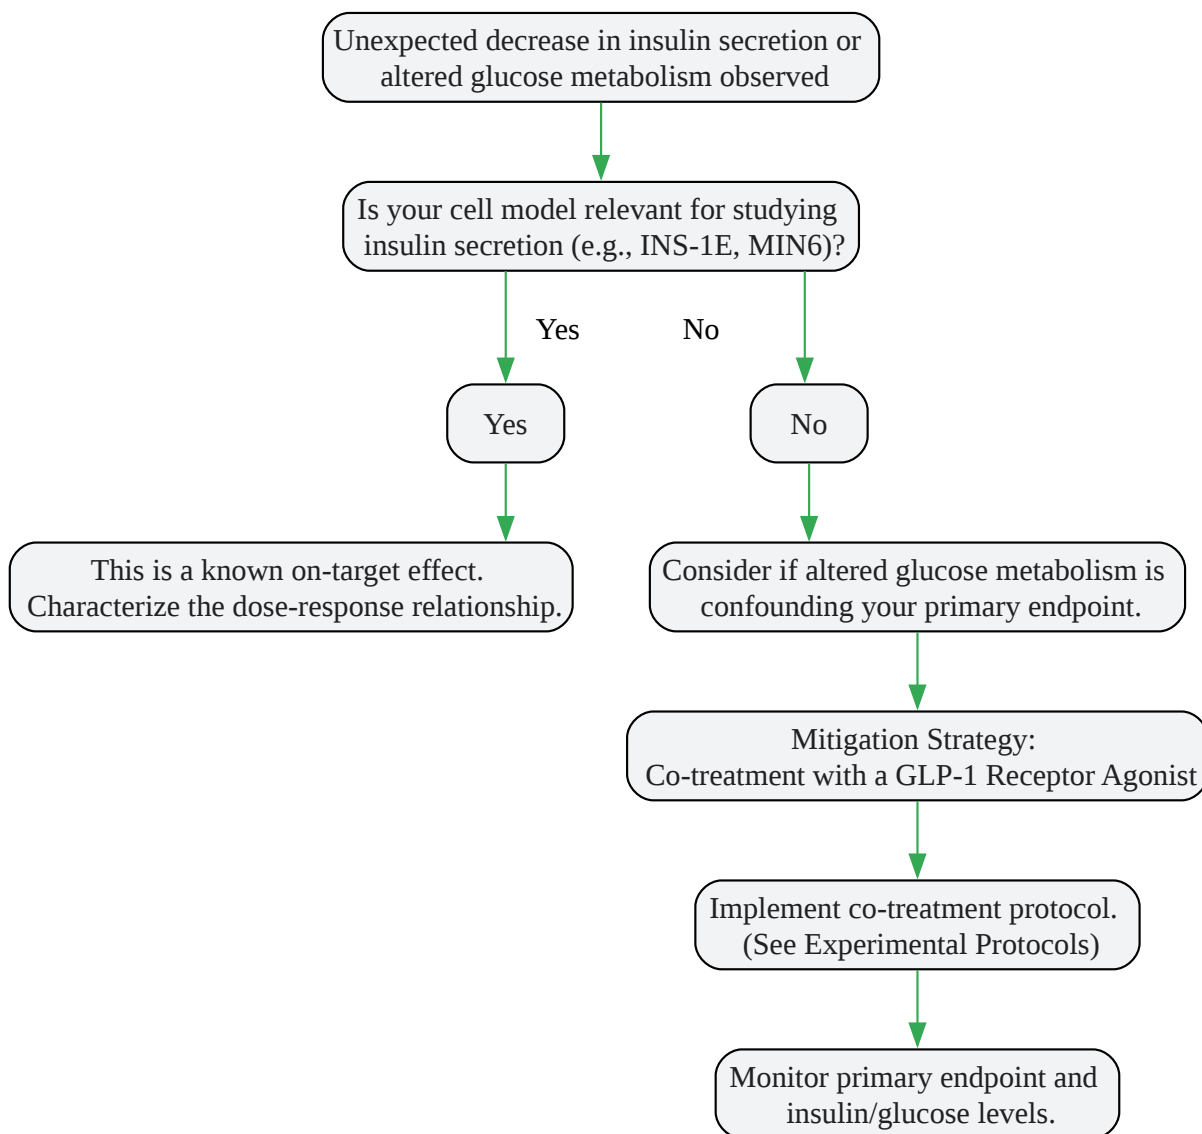 Unexpected decrease in insulin secretion or
altered glucose metabolism observed
Is your cell model relevant for studying
insulin secretion (e.g., INS-1E, MIN6)?
Yes
No
Yes
No
This is a known on-target effect.
Characterize the dose-response relationship.
Consider if altered glucose metabolism is
confounding your primary endpoint.
Mitigation Strategy:
Co-treatment with a GLP-1 Receptor Agonist
Implement co-treatment protocol.
(See Experimental Protocols)
Monitor primary endpoint and
insulin/glucose levels.